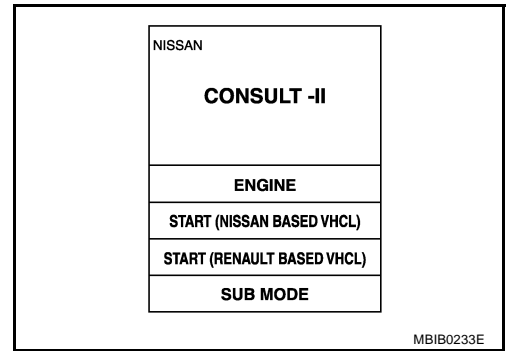 NISSAN
CONSULT -II
ENGINE
START (NISSAN BASED VHCL)
START (RENAULT BASED VHCL)
SUB MODE
MBIB0233E